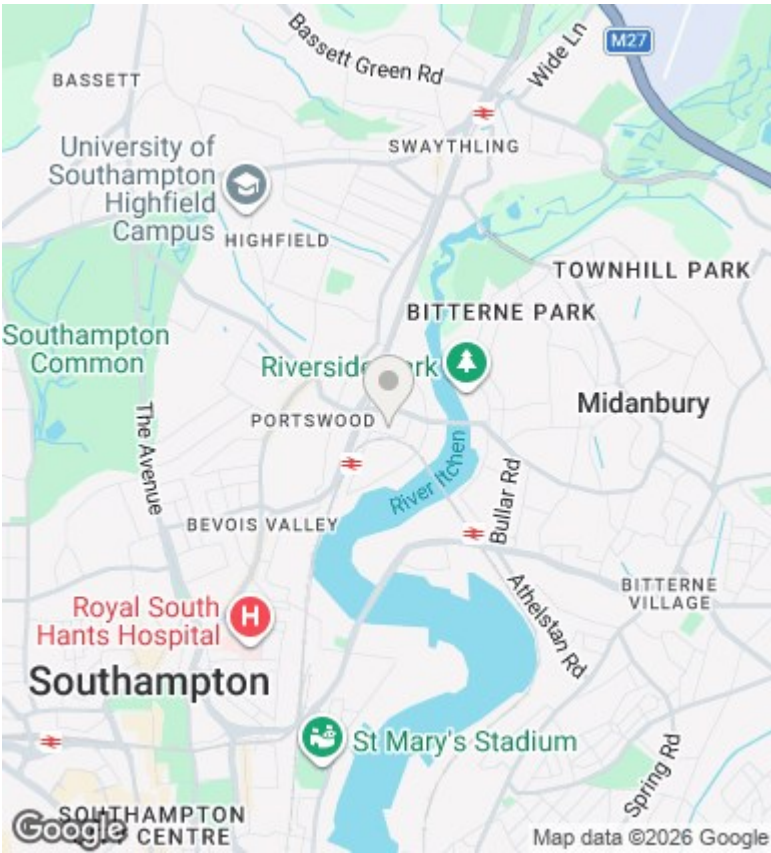 Bassett Green Rd
Wide Ln
M27
BASSETT
SWAYTHLING
University of
Southampton
Highfield
Campus
HIGHFIELD
TOWNHILL PARK
BITTERNE PARK
Southampton
Common
Riverside Park
Midanbury
The Avenue
PORTSWOOD
River Itchen
Bullar Rd
BEVOIS VALLEY
Athelstan Rd
BITTERNE
VILLAGE
Royal South
Hants Hospital
H
Southampton
St Mary's Stadium
Spring Rd
SOUTHAMPTON
CENTRE
Google
Map data ©2026 Google